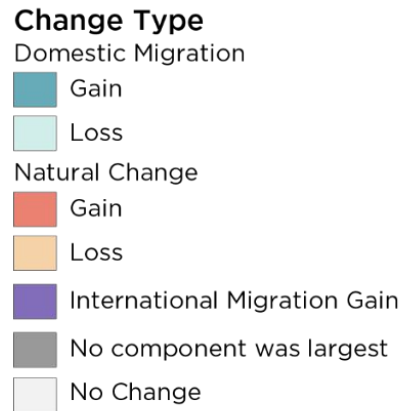 Change Type
Domestic Migration
Gain
Loss
Natural Change
Gain
Loss
International Migration Gain
No component was largest
No Change